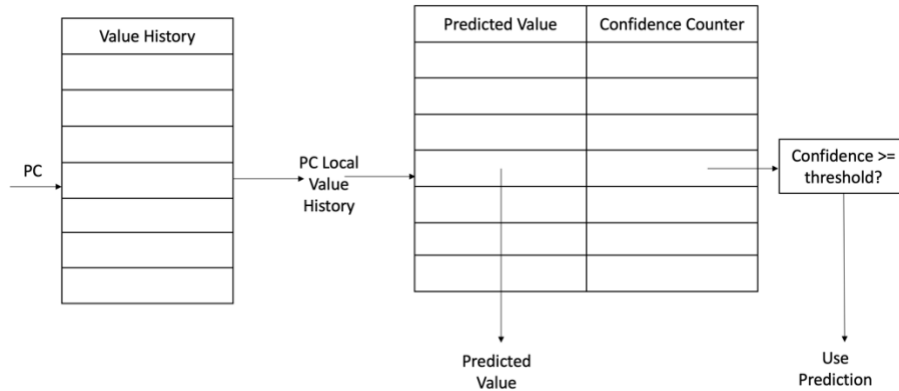 Value History
Predicted Value
Confidence Counter
PC
PC Local
Value
History
Confidence >=
threshold?
Predicted
Value
Use
Prediction